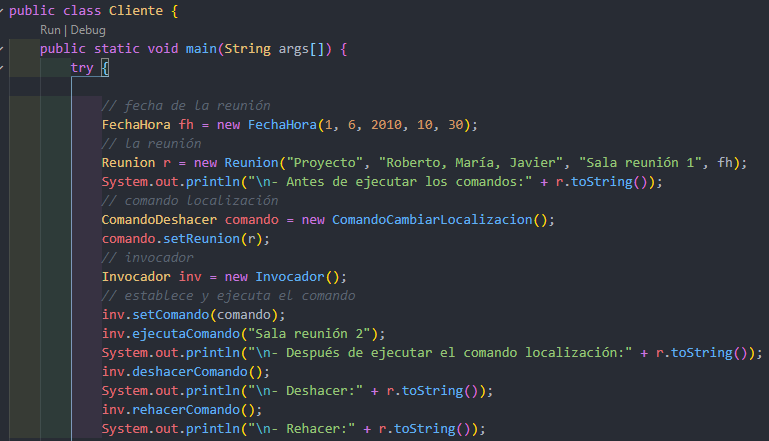 public class Cliente {
Run | Debug
public static void main(String args[]) {
try {
// fecha de la reunión
FechaHora fh = new FechaHora(1, 6, 2010, 10, 30);
// la reunión
Reunion r = new Reunion("Proyecto", "Roberto, María, Javier", "Sala reunión 1", fh);
System.out.println("\n- Antes de ejecutar los comandos:" + r.toString());
// comando localización
ComandoDeshacer comando = new ComandoCambiarLocalizacion();
comando.setReunion(r);
// invocador
Invocador inv = new Invocador();
// establece y ejecuta el comando
inv.setComando(comando);
inv.ejecutaComando("Sala reunión 2");
System.out.println("\n- Después de ejecutar el comando localización:" + r.toString());
inv.deshacerComando();
System.out.println("\n- Deshacer:" + r.toString());
inv.rehacerComando();
System.out.println("\n- Rehacer:" + r.toString());